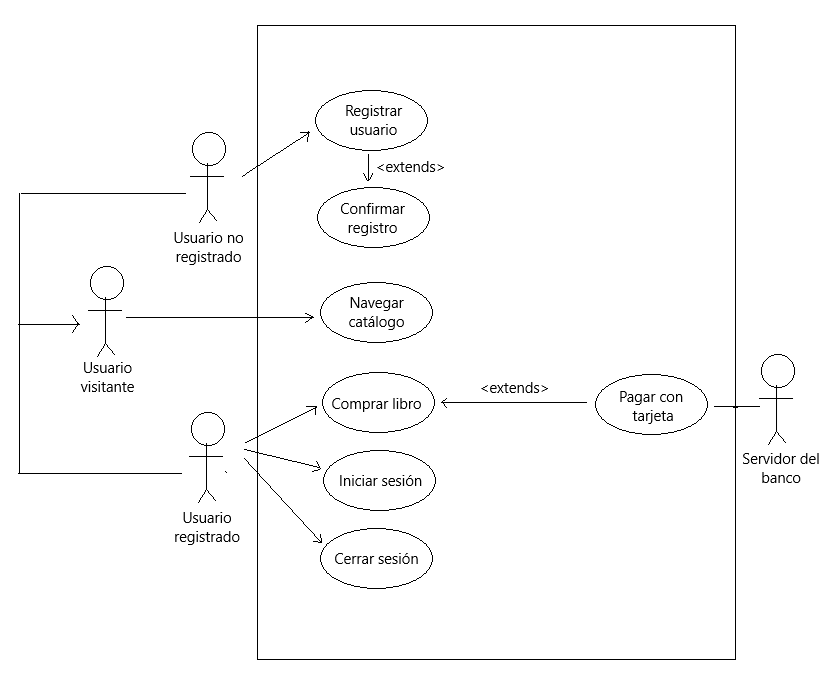 Registrar
usuario
<extends>
Confirmar
registro
Usuario no
registrado
Navegar
catálogo
Usuario
visitante
Comprar libro
<extends>
Pagar con
tarjeta
Servidor del
banco
Iniciar sesión
Usuario
registrado
Cerrar sesión